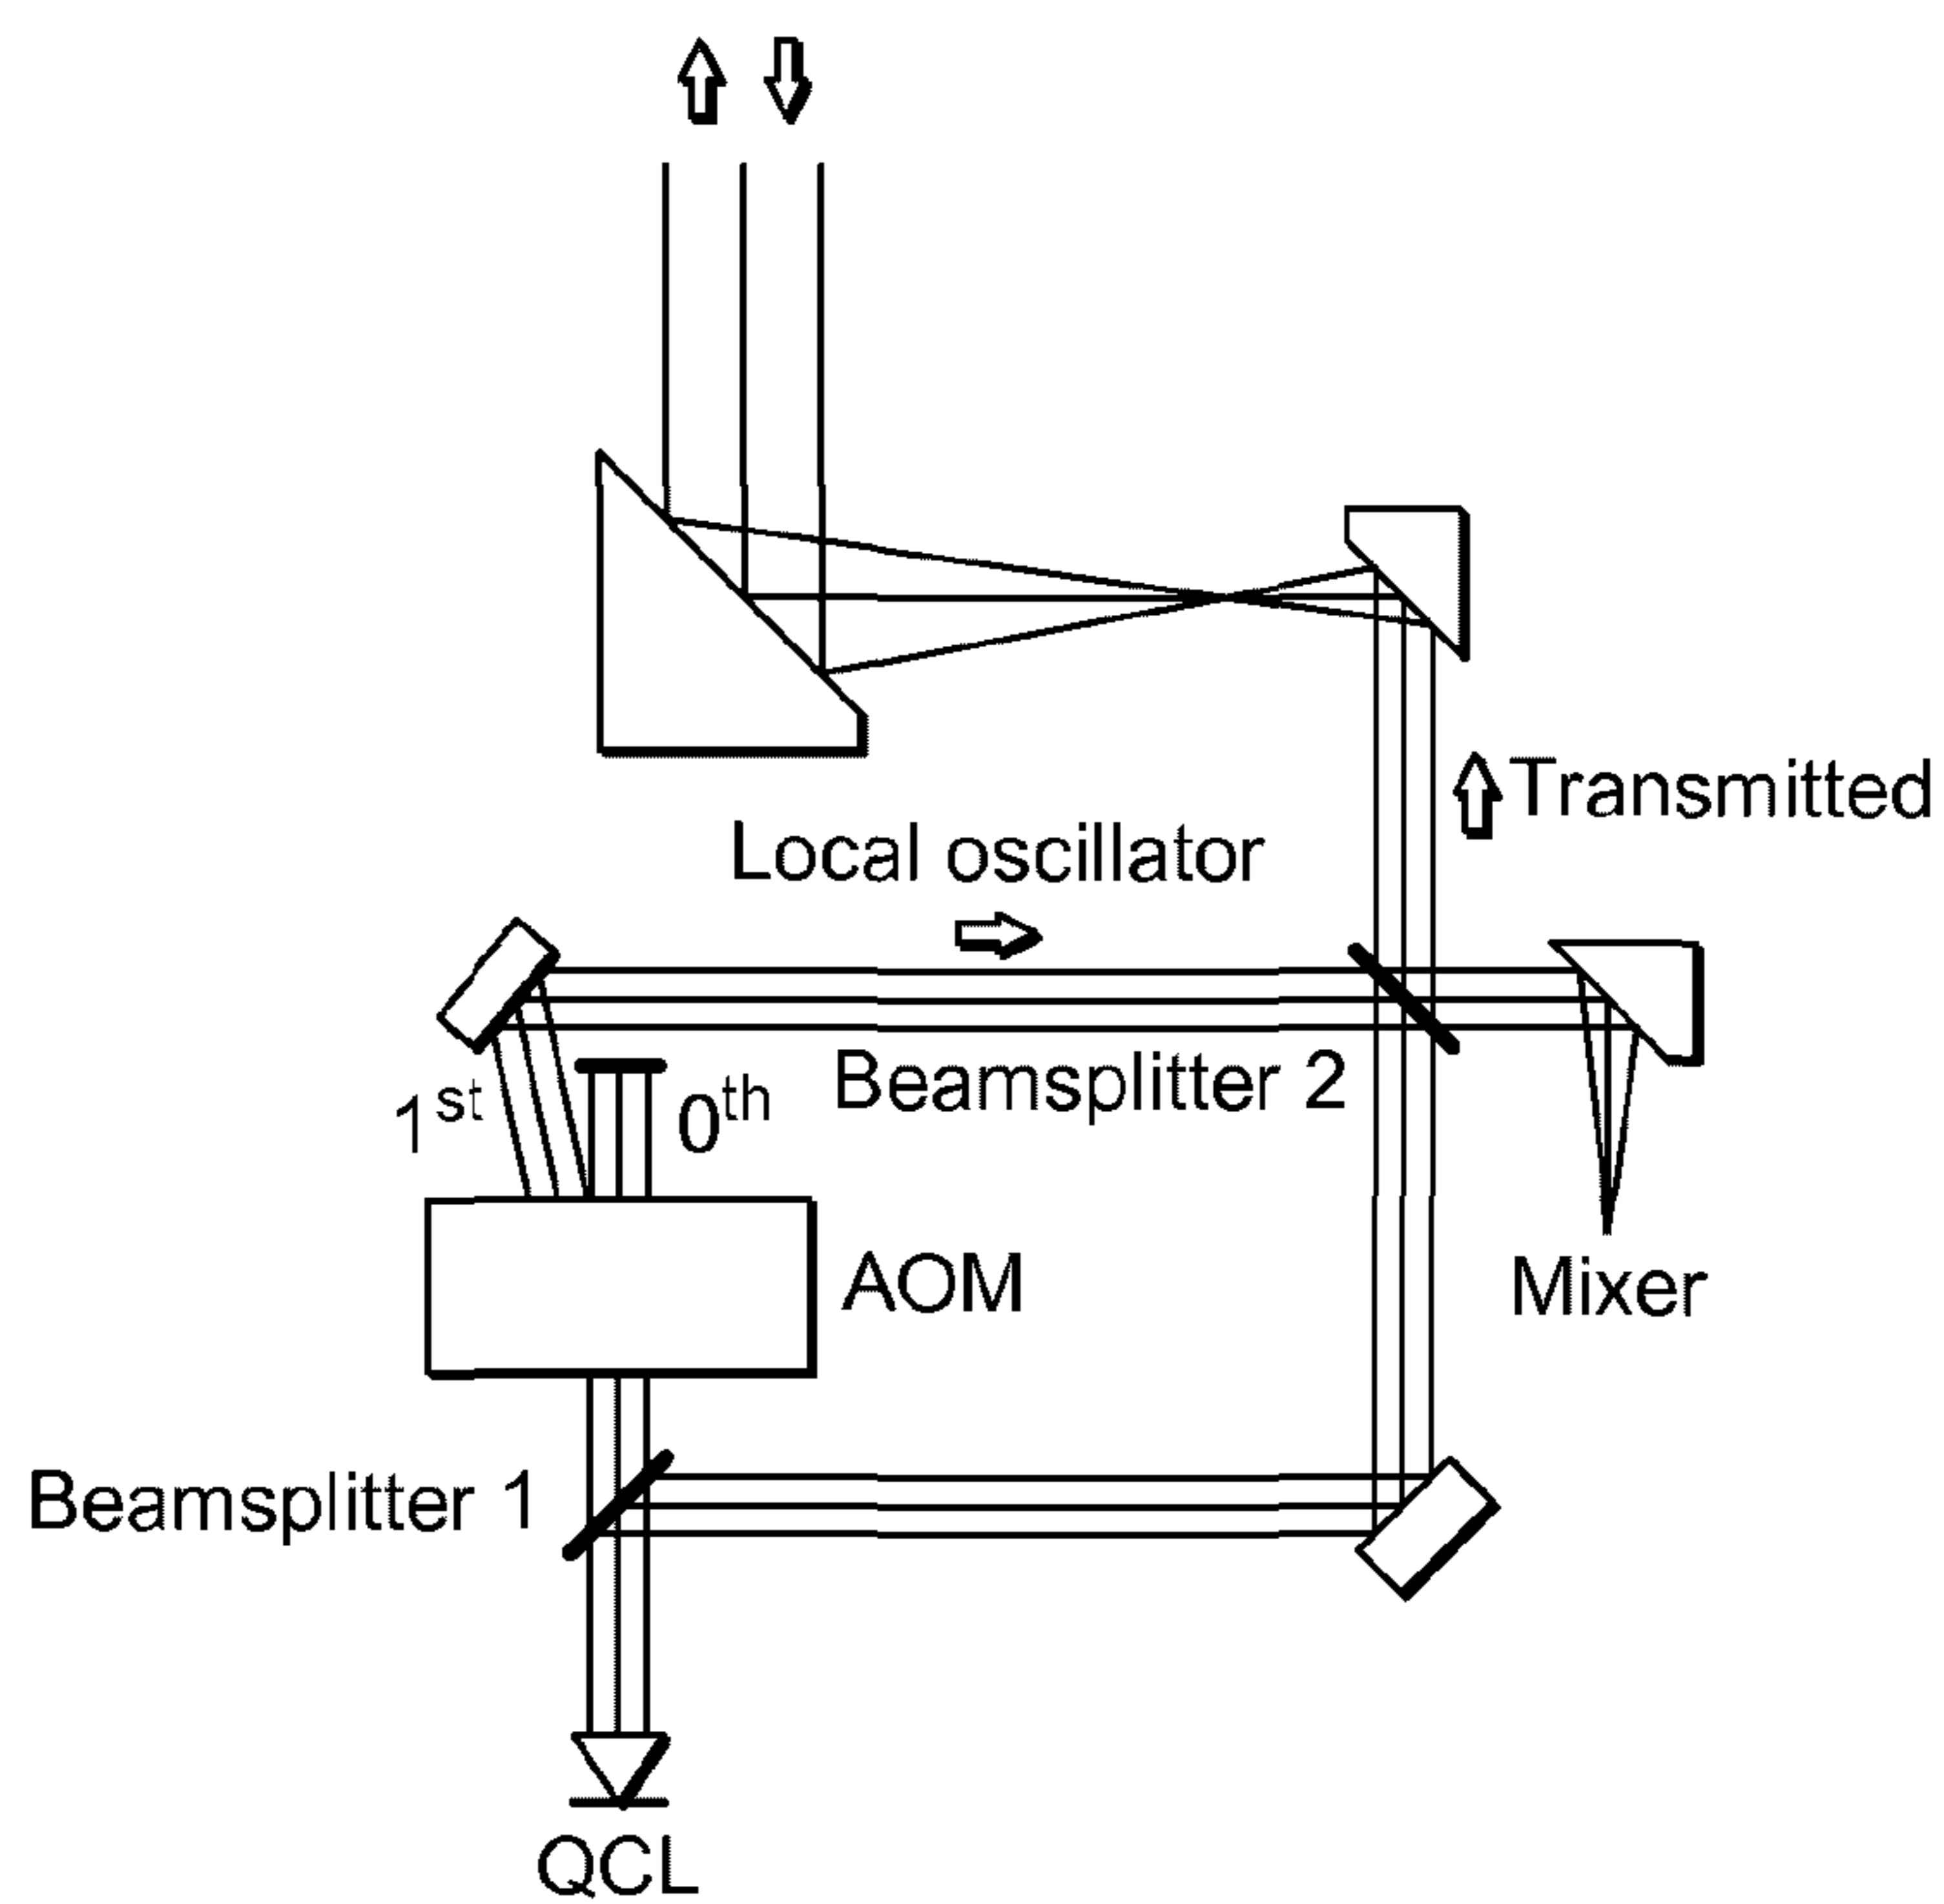 Transmitted
Local oscillator
Beamsplitter 2
1st
0th
AOM
Mixer
Beamsplitter 1
QCL